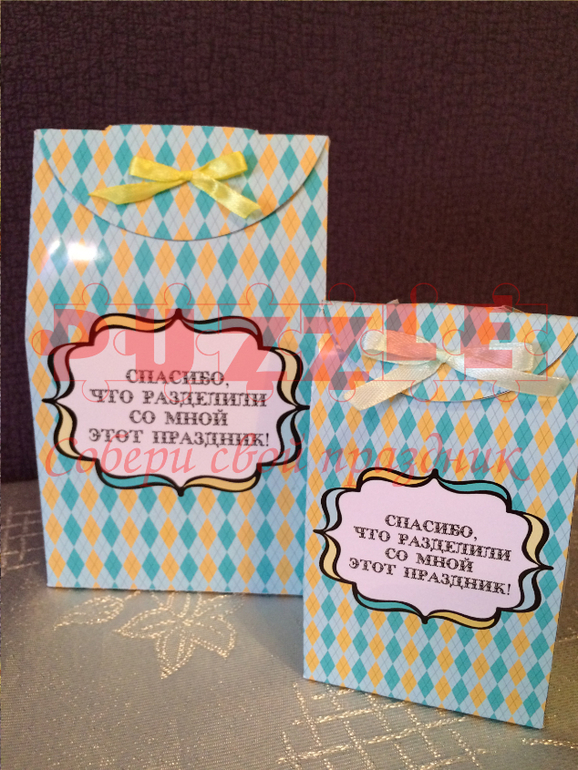 СПАСИБО,
ЧТО РАЗДЕЛИЛИ
СО МНОЙ
ЭТОТ ПРАЗДНИК!
PUZZLE
Собери свой праздник
СПАСИБО,
ЧТО РАЗДЕЛИЛИ
СО МНОЙ
ЭТОТ ПРАЗДНИК!